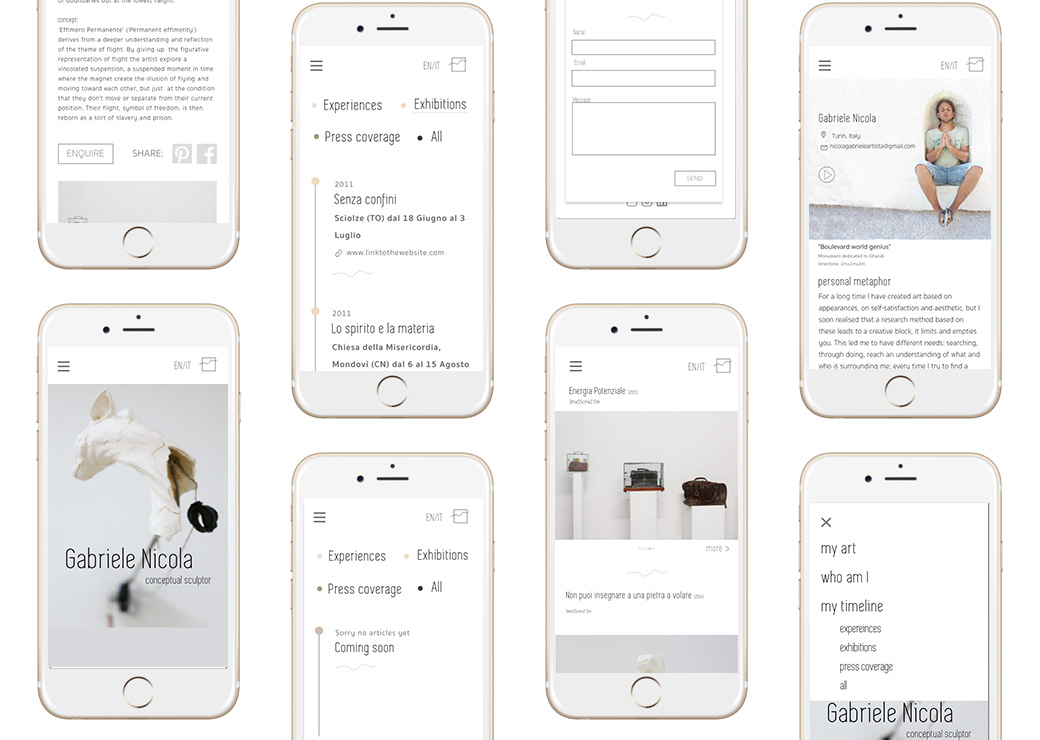 of boundaries but at the lowest height.
concept:
'Effimero Permanente' ('Permanent effimerity')
derives from a deeper understanding and reflection
of the theme of flight. By giving up the figurative
representation of flight the artist explore a
vincolated suspension, a suspended moment in time
where the magnet create the illusion of flying and
moving toward each other, but just at the condition
that they don't move or separate from their current
position. Their flight, symbol of freedom, is then
reborn as a sort of slavery and prison.
ENQUIRE
SHARE:
EN/IT
Gabriele Nicola
conceptual sculptor
EN/IT
Experiences
Exhibitions
Press coverage
All
2011
Senza confini
Sciolze (TO) dal 18 Giugno al 3
Luglio
www.linktothewebsite.com
2011
Lo spirito e la materia
Chiesa della Misericordia,
Mondovì (CN) dal 6 al 15 Agosto
EN/IT
Experiences
Exhibitions
Press coverage
All
Sorry no articles yet
Coming soon
Name
Email
Message
SEND
EN/IT
Energia Potenziale
more >
Non puoi insegnare a una pietra a volare
EN/IT
Gabriele Nicola
Turin, Italy
nicolagabrieleartista@gmail.com
"Boulevard world genius"
Monument dedicated to Ghandi
limestone, 1mx1mx3m
personal metaphor
For a long time I have created art based on
appearances, on self-satisfaction and aesthetic, but I
soon realised that a research method based on
these leads to a creative block, it limits and empties
you. This led me to have different needs: searching,
through doing, reach an understanding of what and
who is surrounding me; every time I try to find a
my art
who am I
my timeline
expereinces
exhibitions
press coverage
all
Gabriele Nicola
conceptual sculptor